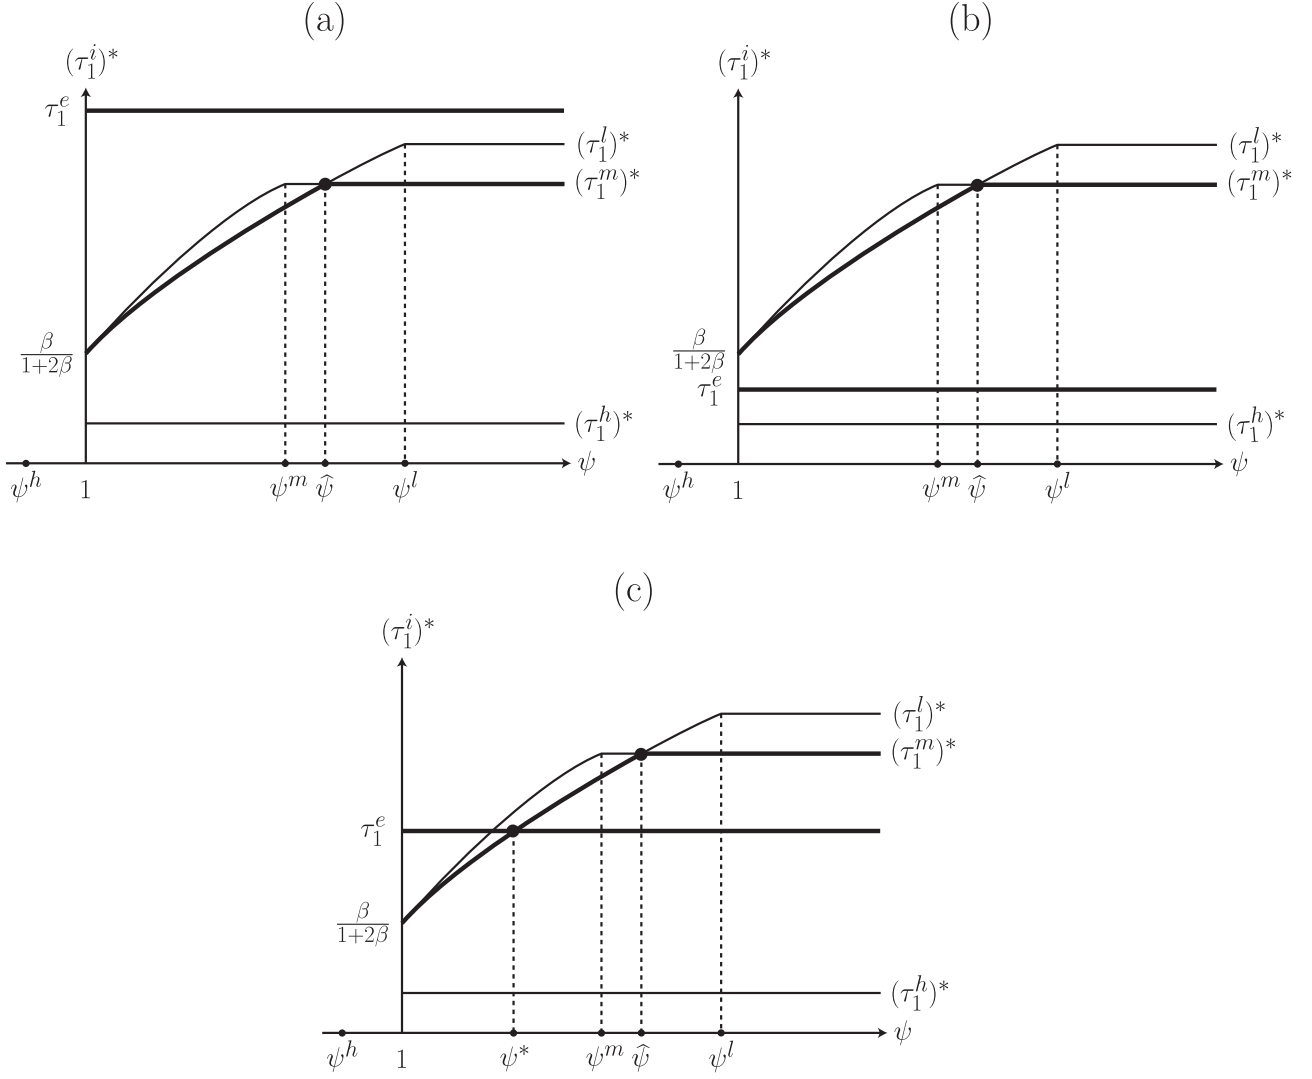 (a)
(τ₁ⁱ)*
τ₁ᵉ
(τ₁ˡ)*
(τ₁ᵐ)*
β/(1+2β)
(τ₁ʰ)*
ψ
ψʰ 1 ψᵐ ψ̂ ψˡ
(b)
(τ₁ⁱ)*
(τ₁ˡ)*
(τ₁ᵐ)*
β/(1+2β)
τ₁ᵉ
(τ₁ʰ)*
ψ
ψʰ 1 ψᵐ ψ̂ ψˡ
(c)
(τ₁ⁱ)*
(τ₁ˡ)*
(τ₁ᵐ)*
τ₁ᵉ
β/(1+2β)
(τ₁ʰ)*
ψ
ψʰ 1 ψ* ψᵐ ψ̂ ψˡ